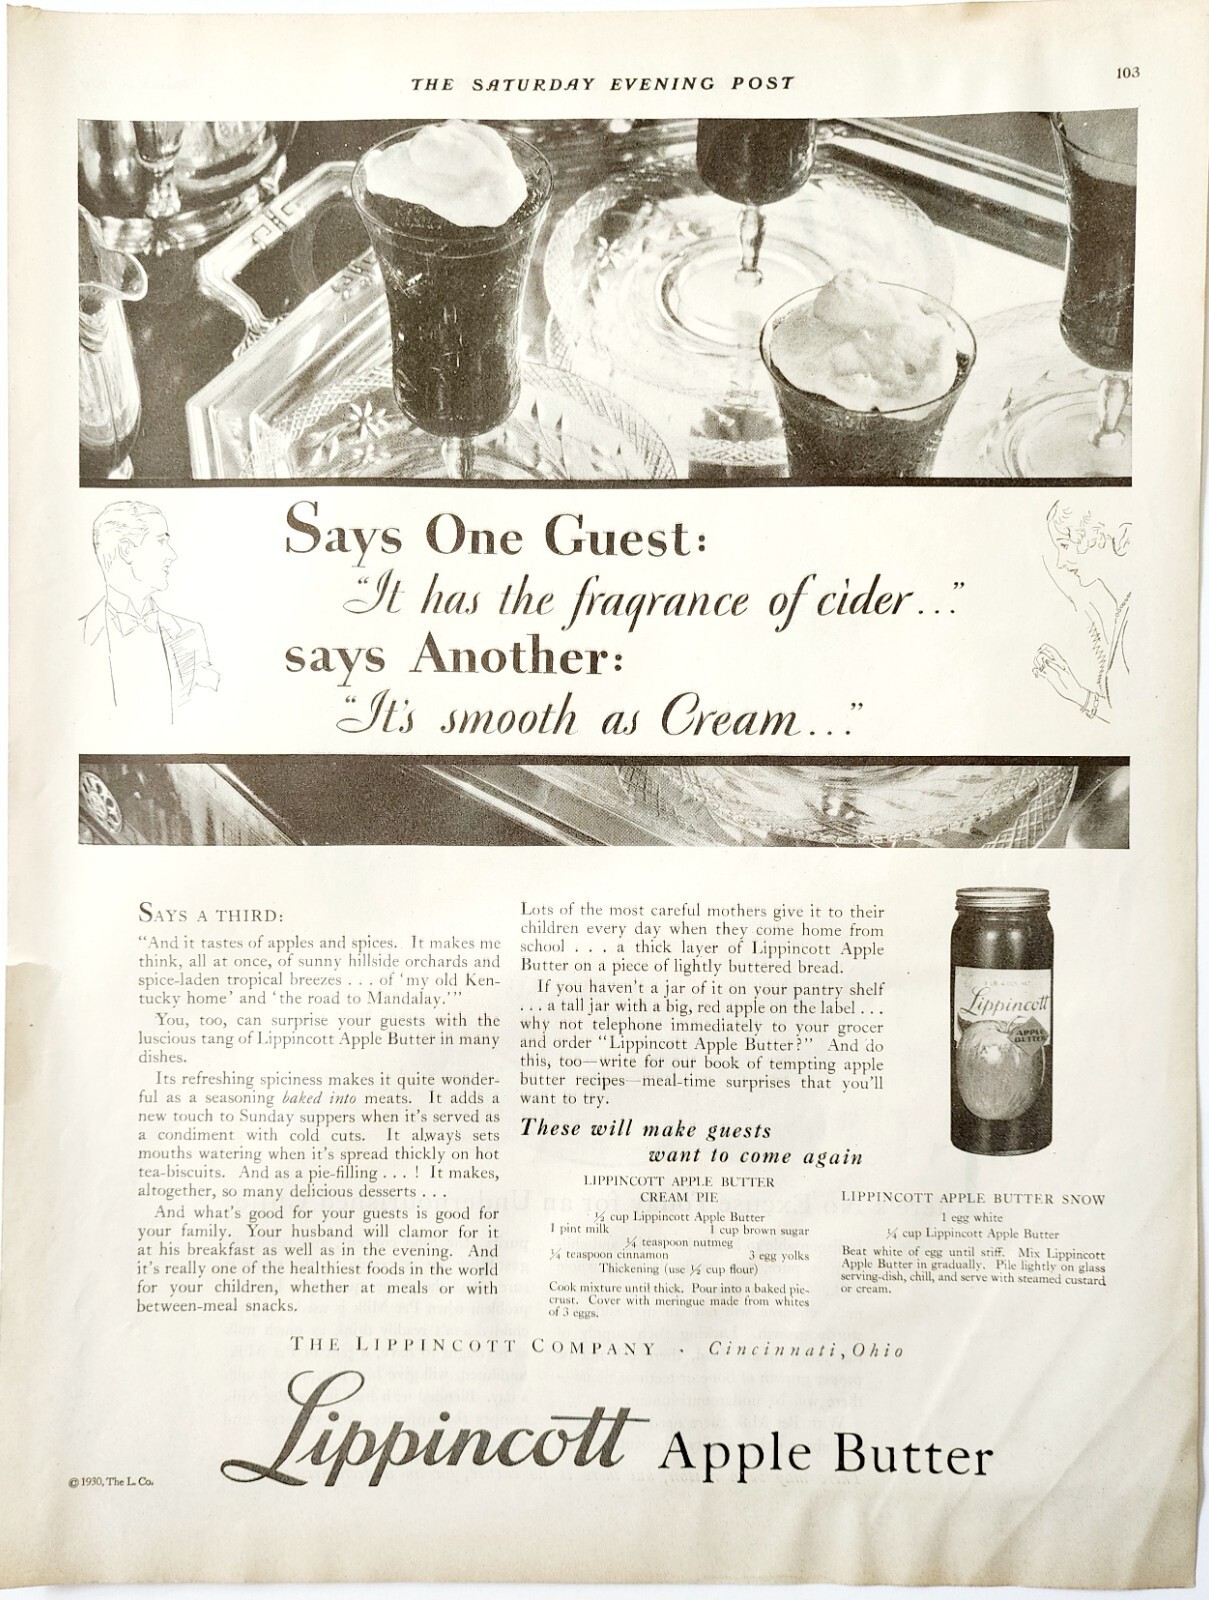 THE SATURDAY EVENING POST
103
Says One Guest:
"It has the fragrance of cider..."
says Another:
"It's smooth as Cream..."
SAYS A THIRD:
"And it tastes of apples and spices. It makes me
think, all at once, of sunny hillside orchards and
spice-laden tropical breezes . . . of 'my old Ken-
tucky home' and 'the road to Mandalay.'"
You, too, can surprise your guests with the
luscious tang of Lippincott Apple Butter in many
dishes.
Its refreshing spiciness makes it quite wonder-
ful as a seasoning baked into meats. It adds a
new touch to Sunday suppers when it's served as
a condiment with cold cuts. It always sets
mouths watering when it's spread thickly on hot
tea-biscuits. And as a pie-filling . . . ! It makes,
altogether, so many delicious desserts . . .
And what's good for your guests is good for
your family. Your husband will clamor for it
at his breakfast as well as in the evening. And
it's really one of the healthiest foods in the world
for your children, whether at meals or with
between-meal snacks.
Lots of the most careful mothers give it to their
children every day when they come home from
school . . . a thick layer of Lippincott Apple
Butter on a piece of lightly buttered bread.
If you haven't a jar of it on your pantry shelf
. . . a tall jar with a big, red apple on the label . . .
why not telephone immediately to your grocer
and order "Lippincott Apple Butter?" And do
this, too—write for our book of tempting apple
butter recipes—meal-time surprises that you'll
want to try.
These will make guests
want to come again
LIPPINCOTT APPLE BUTTER
CREAM PIE
½ cup Lippincott Apple Butter
1 pint milk 1 cup brown sugar
¼ teaspoon nutmeg
¼ teaspoon cinnamon 3 egg yolks
Thickening (use ½ cup flour)
Cook mixture until thick. Pour into a baked pie-
crust. Cover with meringue made from whites
of 3 eggs.
Lippincott
APPLE
BUTTER
LIPPINCOTT APPLE BUTTER SNOW
1 egg white
¼ cup Lippincott Apple Butter
Beat white of egg until stiff. Mix Lippincott
Apple Butter in gradually. Pile lightly on glass
serving-dish, chill, and serve with steamed custard
or cream.
THE LIPPINCOTT COMPANY · Cincinnati, Ohio
Lippincott Apple Butter
© 1930, The L. Co.